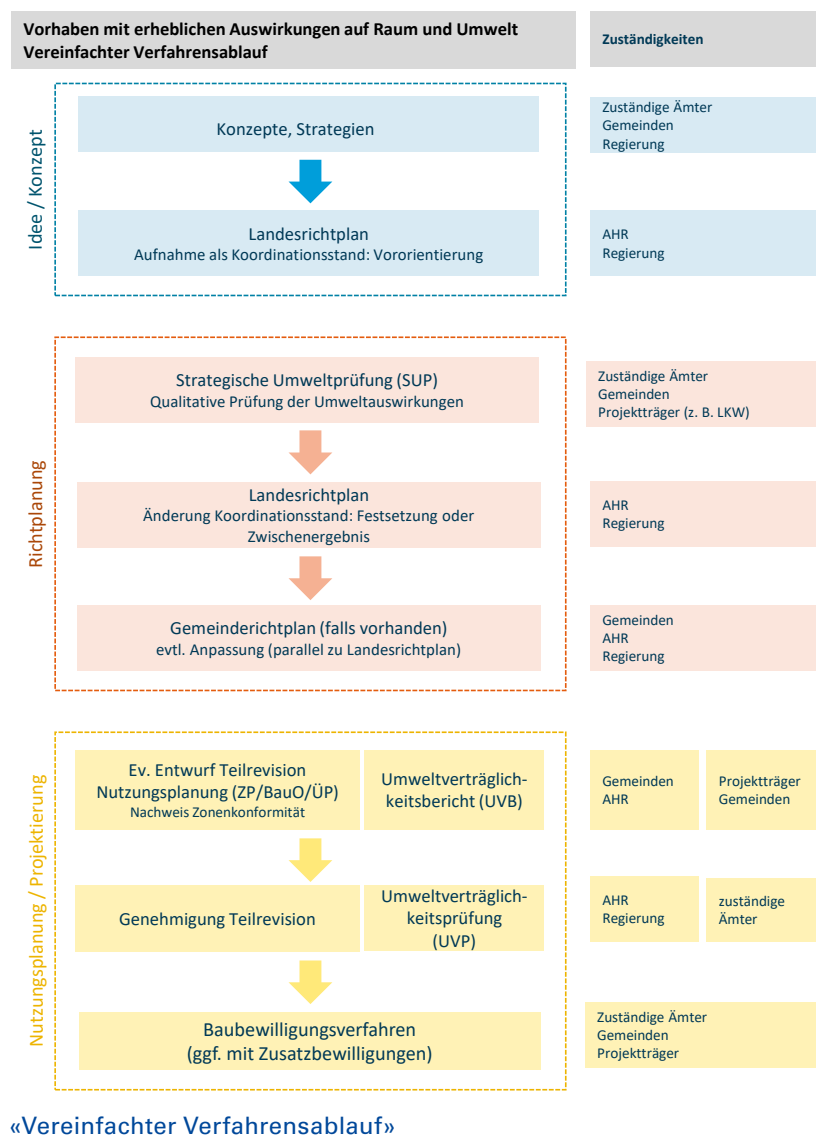 Vorhaben mit erheblichen Auswirkungen auf Raum und Umwelt
Vereinfachter Verfahrensablauf
Zuständigkeiten
Idee / Konzept
Konzepte, Strategien
Zuständige Ämter
Gemeinden
Regierung
Landesrichtplan
Aufnahme als Koordinationsstand: Vororientierung
AHR
Regierung
Richtplanung
Strategische Umweltprüfung (SUP)
Qualitative Prüfung der Umweltauswirkungen
Zuständige Ämter
Gemeinden
Projektträger (z. B. LKW)
Landesrichtplan
Änderung Koordinationsstand: Festsetzung oder
Zwischenergebnis
AHR
Regierung
Gemeinderichtplan (falls vorhanden)
evtl. Anpassung (parallel zu Landesrichtplan)
Gemeinden
AHR
Regierung
Nutzungsplanung / Projektierung
Ev. Entwurf Teilrevision
Nutzungsplanung (ZP/BauO/ÜP)
Nachweis Zonenkonformität
Umweltverträglich-
keitsbericht (UVB)
Gemeinden
AHR
Projektträger
Gemeinden
Genehmigung Teilrevision
Umweltverträglich-
keitsprüfung
(UVP)
AHR
Regierung
zuständige
Ämter
Baubewilligungsverfahren
(ggf. mit Zusatzbewilligungen)
Zuständige Ämter
Gemeinden
Projektträger
«Vereinfachter Verfahrensablauf»